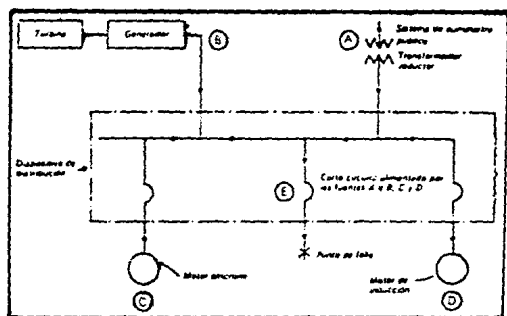 Turbina
Generador
B
A
Sistema de suministro
público
Transformador
reductor
Dispositivo de
distribución
E
Corto circuito alimentado por
las fuentes A B, C y D
Punto de falla
Motor síncrono
C
Motor de
inducción
D